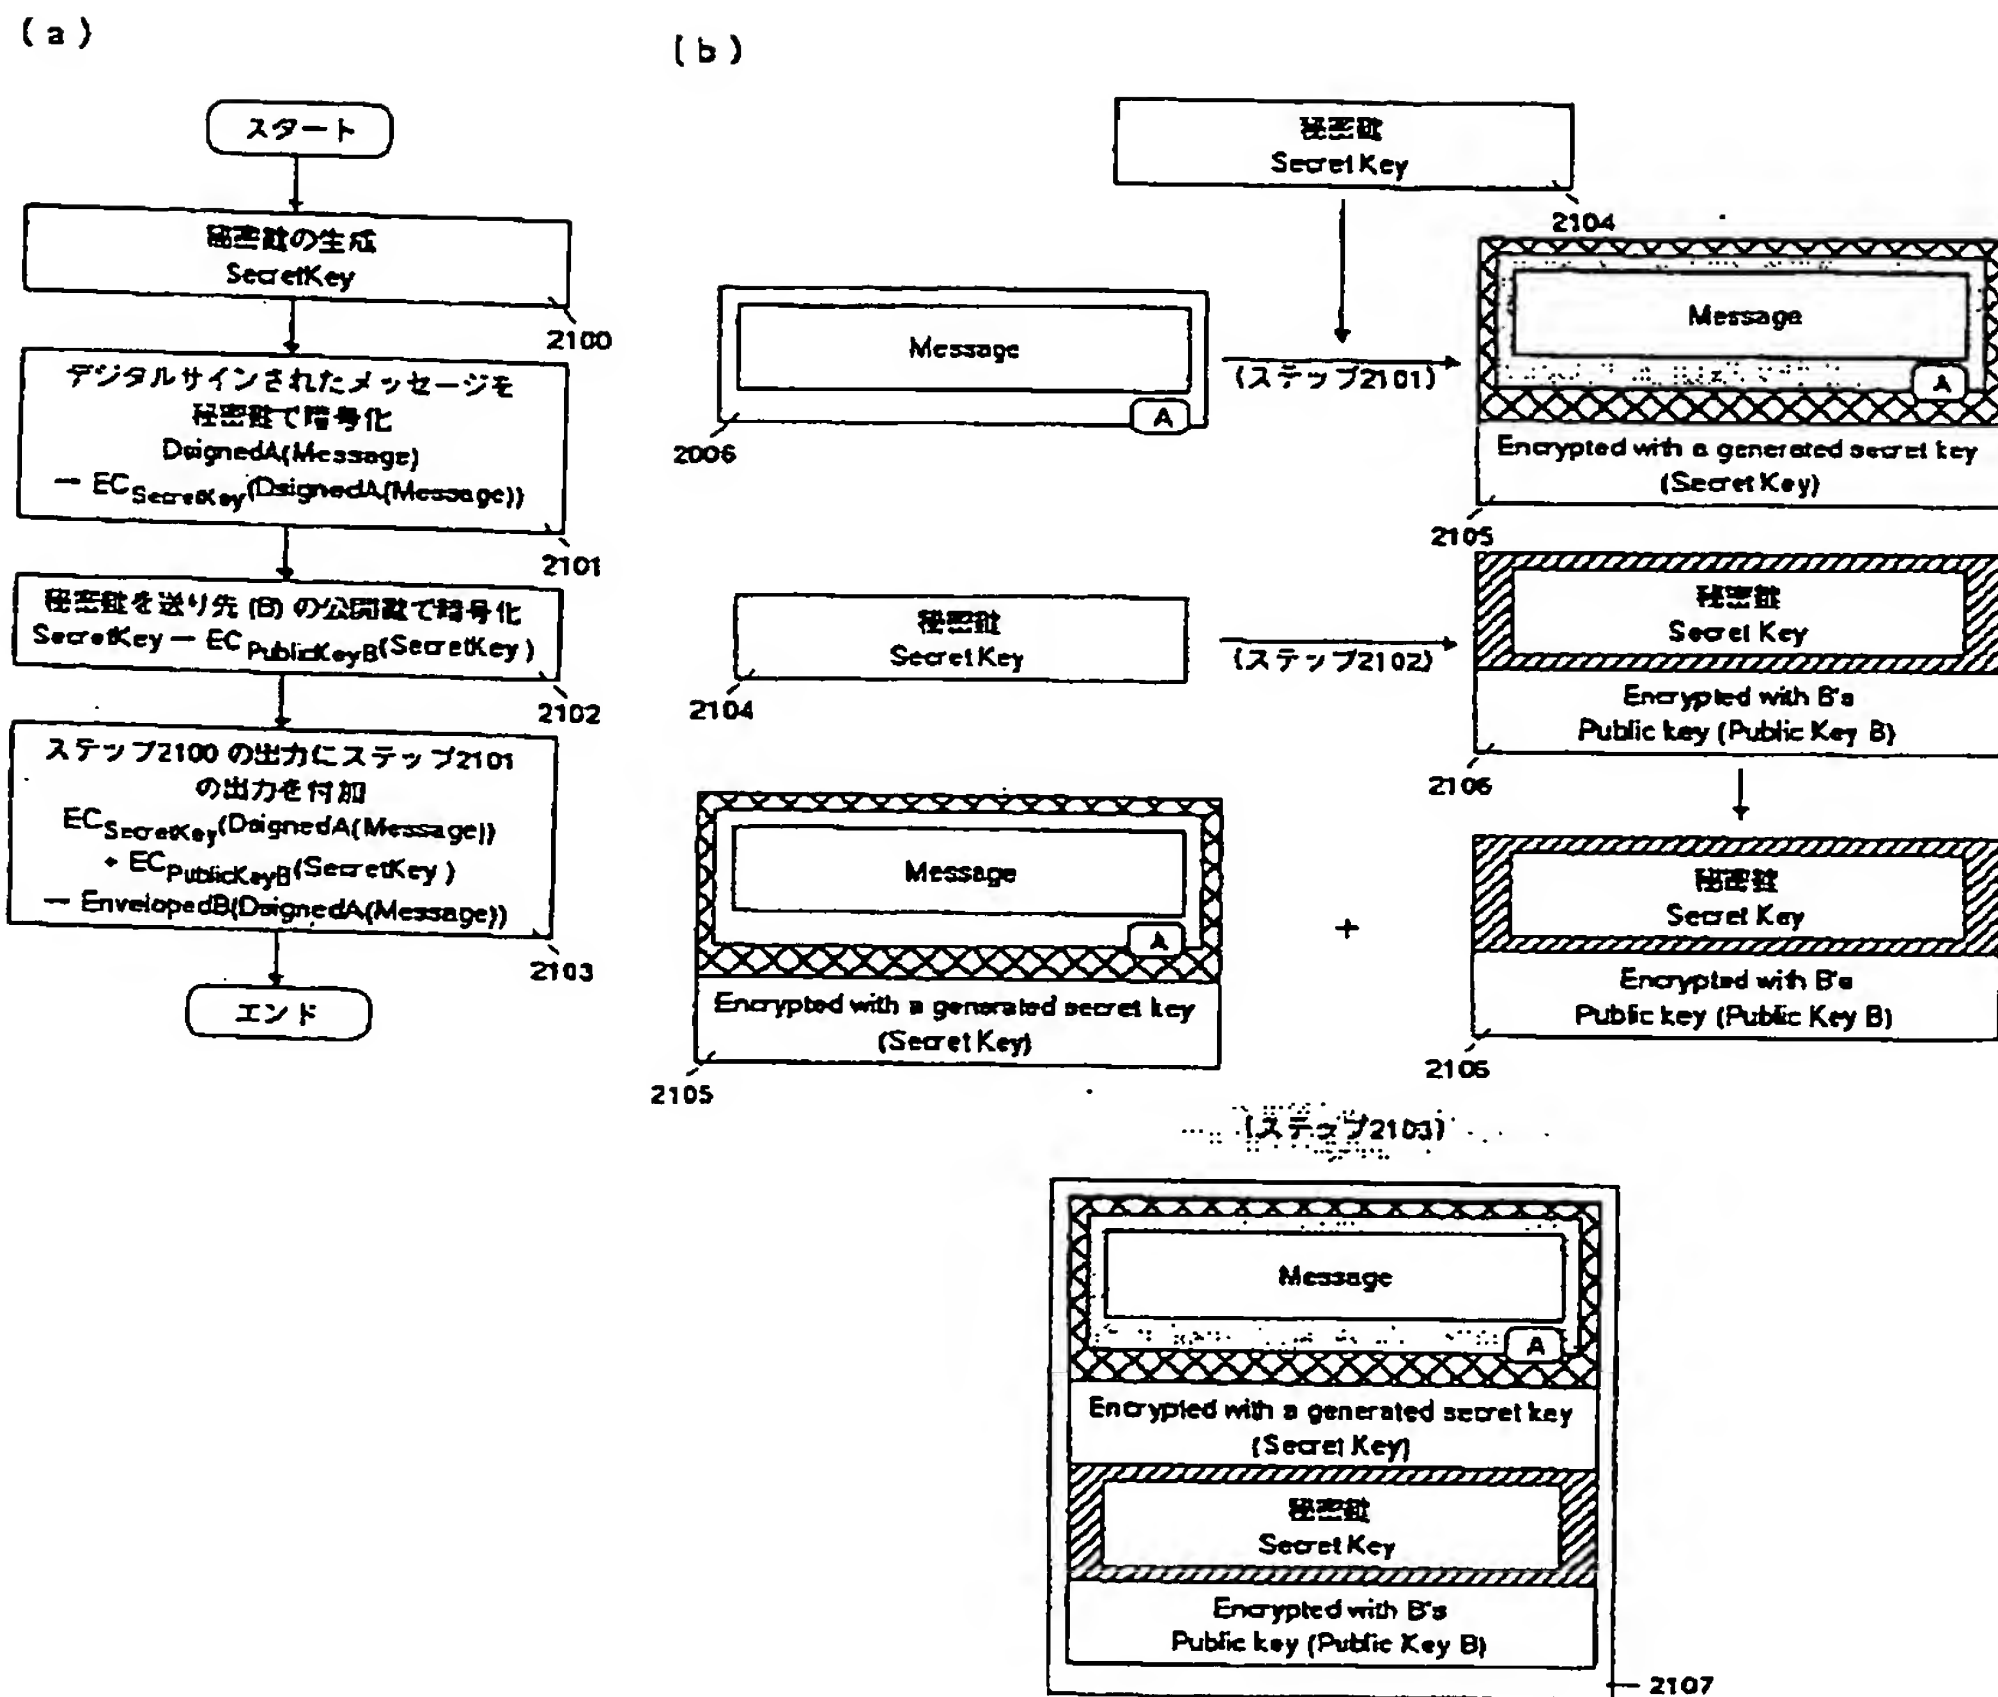 (a)
スタート
秘密鍵の生成
SecretKey
2100
デジタルサインされたメッセージを
秘密鍵で暗号化
DsignedA(Message)
→ ECSecretKey(DsignedA(Message))
2101
秘密鍵を送り先 (B) の公開鍵で暗号化
SecretKey → ECPublicKeyB(SecretKey)
2102
ステップ2100 の出力にステップ2101
の出力を付加
ECSecretKey(DsignedA(Message))
+ ECPublicKeyB(SecretKey)
→ EnvelopedB(DsignedA(Message))
2103
エンド
(b)
秘密鍵
Secret Key
2104
Message
A
2006
(ステップ2101)
Message
A
Encrypted with a generated secret key
(Secret Key)
2105
秘密鍵
Secret Key
2104
(ステップ2102)
秘密鍵
Secret Key
Encrypted with B's
Public key (Public Key B)
2106
Message
A
Encrypted with a generated secret key
(Secret Key)
2105
+
秘密鍵
Secret Key
Encrypted with B's
Public key (Public Key B)
2106
(ステップ2103)
Message
A
Encrypted with a generated secret key
(Secret Key)
秘密鍵
Secret Key
Encrypted with B's
Public key (Public Key B)
2107